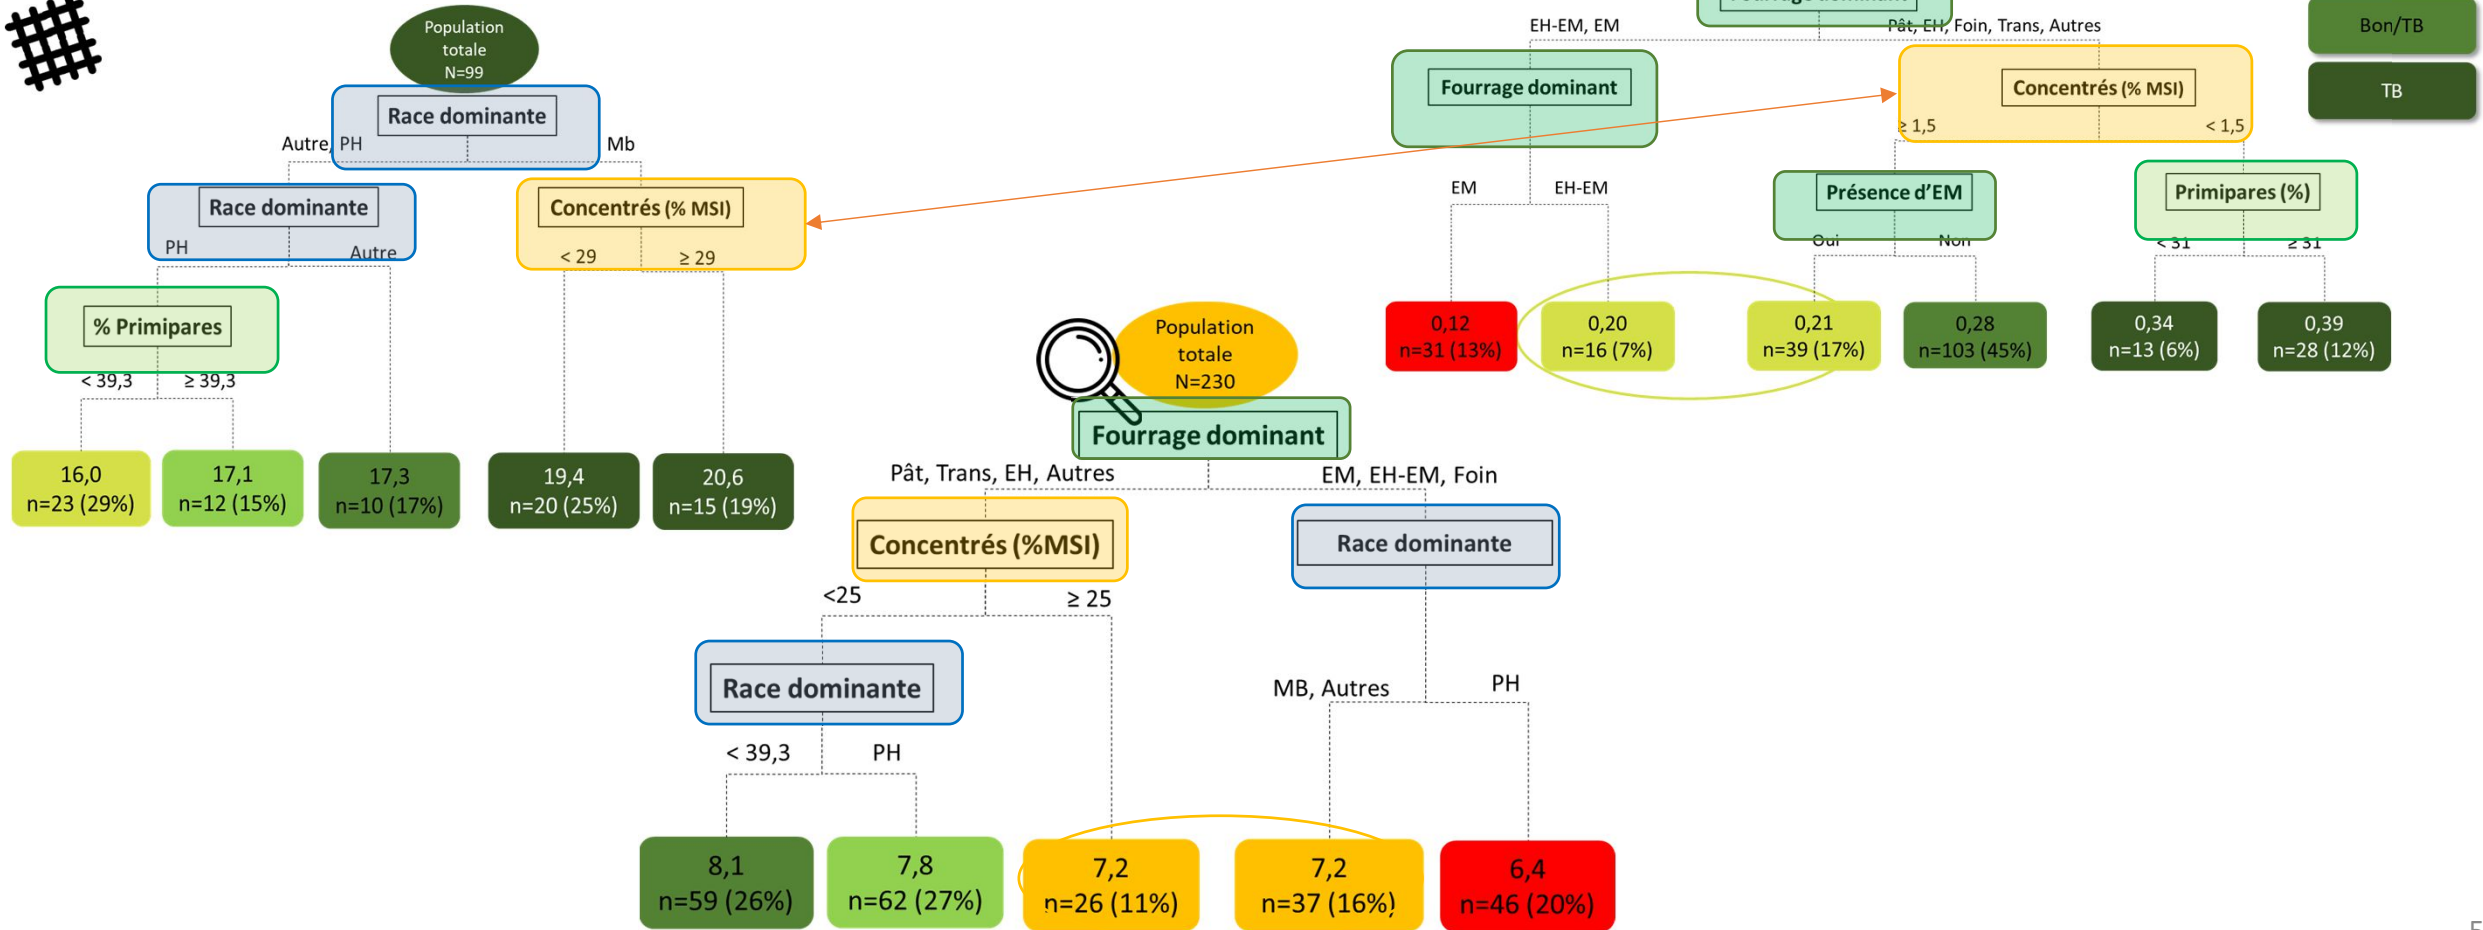 Population
totale
N=99
Race dominante
Autre, PH
Mb
Race dominante
PH
Autre
Concentrés (% MSI)
< 29
≥ 29
% Primipares
< 39,3
≥ 39,3
16,0
n=23 (29%)
17,1
n=12 (15%)
17,3
n=10 (17%)
19,4
n=20 (25%)
20,6
n=15 (19%)
Fourrage dominant
EH-EM, EM
Pât, EH, Foin, Trans, Autres
Fourrage dominant
Concentrés (% MSI)
≥ 1,5
< 1,5
EM
EH-EM
Présence d'EM
Oui
Non
Primipares (%)
< 31
≥ 31
0,12
n=31 (13%)
0,20
n=16 (7%)
0,21
n=39 (17%)
0,28
n=103 (45%)
0,34
n=13 (6%)
0,39
n=28 (12%)
Bon/TB
TB
Population
totale
N=230
Fourrage dominant
Pât, Trans, EH, Autres
EM, EH-EM, Foin
Concentrés (%MSI)
<25
≥ 25
Race dominante
Race dominante
< 39,3
PH
MB, Autres
PH
8,1
n=59 (26%)
7,8
n=62 (27%)
7,2
n=26 (11%)
7,2
n=37 (16%)
6,4
n=46 (20%)